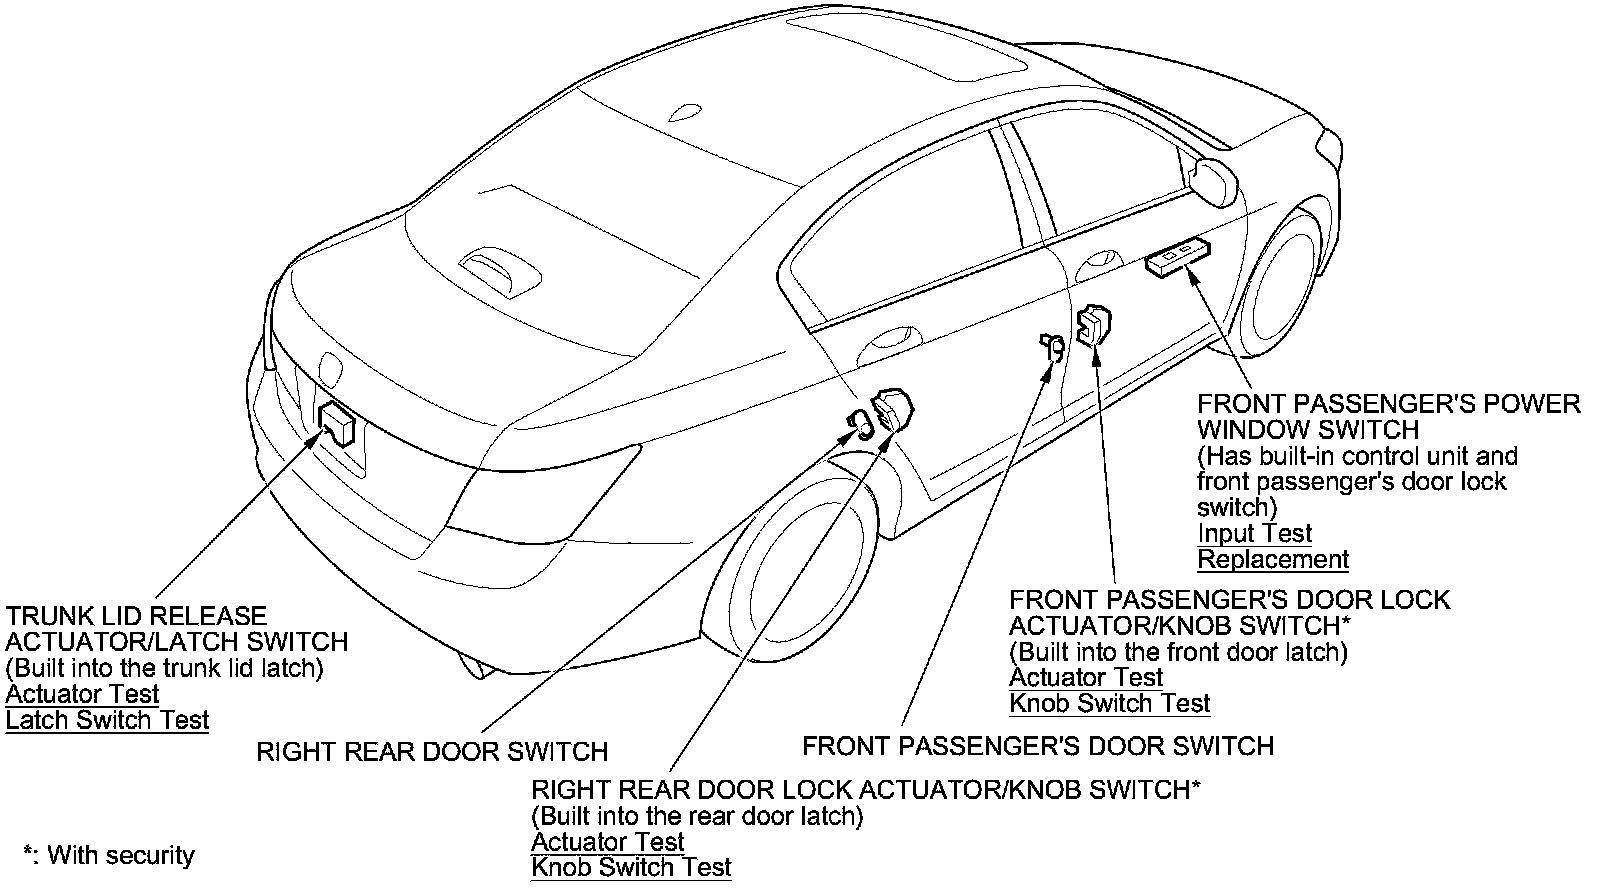 FRONT PASSENGER'S POWER
WINDOW SWITCH
(Has built-in control unit and
front passenger's door lock
switch)
Input Test
Replacement
FRONT PASSENGER'S DOOR LOCK
ACTUATOR/KNOB SWITCH*
(Built into the front door latch)
Actuator Test
Knob Switch Test
TRUNK LID RELEASE
ACTUATOR/LATCH SWITCH
(Built into the trunk lid latch)
Actuator Test
Latch Switch Test
RIGHT REAR DOOR SWITCH
FRONT PASSENGER'S DOOR SWITCH
RIGHT REAR DOOR LOCK ACTUATOR/KNOB SWITCH*
(Built into the rear door latch)
Actuator Test
Knob Switch Test
*: With security